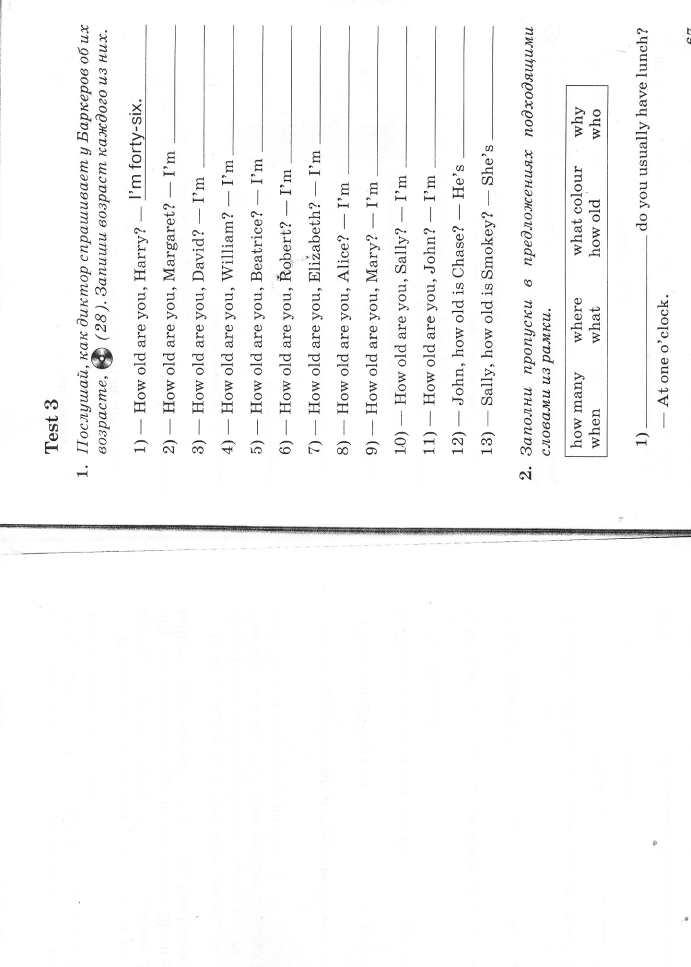 Test 3
1. Послушай, как диктор спрашивает у Баркеров об их
возрасте, (28). Запиши возраст каждого из них.
1) — How old are you, Harry? — I'm forty-six.
2) — How old are you, Margaret? — I'm
3) — How old are you, David? — I'm
4) — How old are you, William? — I'm
5) — How old are you, Beatrice? — I'm
6) — How old are you, Robert? — I'm
7) — How old are you, Elizabeth? — I'm
8) — How old are you, Alice? — I'm
9) — How old are you, Mary? — I'm
10) — How old are you, Sally? — I'm
11) — How old are you, John? — I'm
12) — John, how old is Chase? — He's
13) — Sally, how old is Smokey? — She's
2. Заполни пропуски в предложениях подходящими
словами из рамки.
how many where what colour why
when what how old who
1) do you usually have lunch?
— At one o'clock.